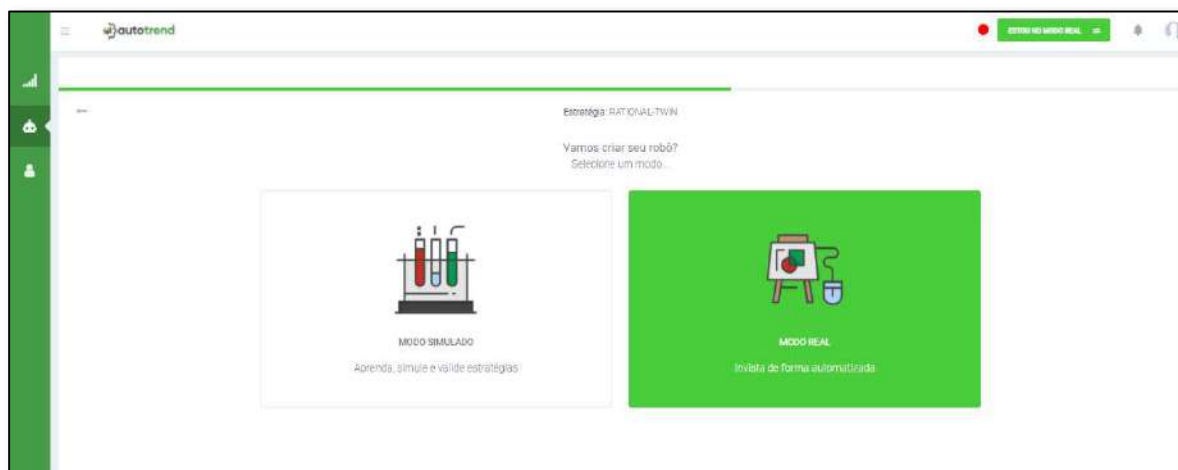 autotrend
ESTOU NO MODO REAL
Estratégia: RATIONAL-TWIN
Vamos criar seu robô?
Selecione um modo...
MODO SIMULADO
Aprenda, simule e valide estratégias
MODO REAL
Invista de forma automatizada